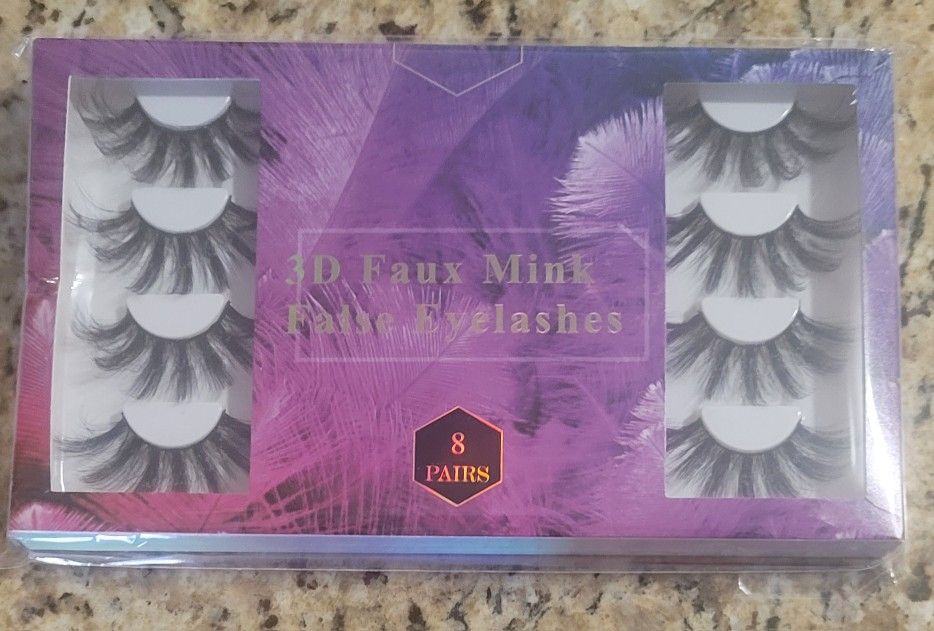 3D Faux Mink
False Eyelashes
8
PAIRS